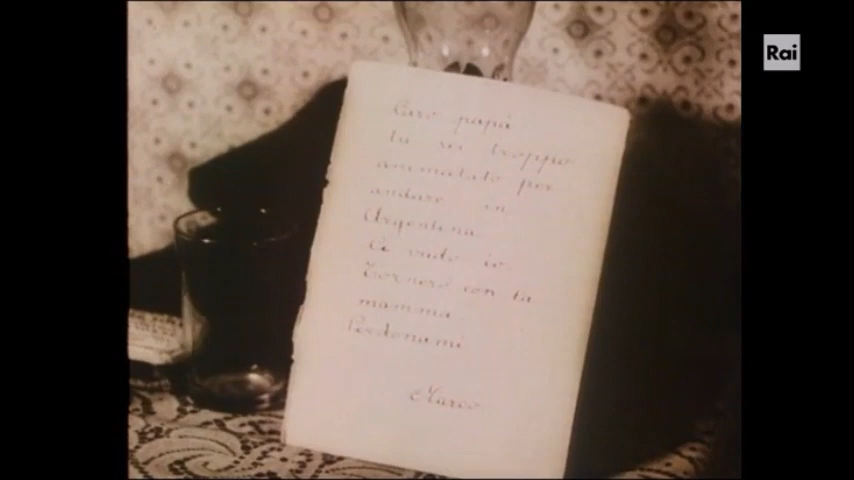 Rai
Caro papà
tu sei troppo
ammalato per
andare in
Argentina
Ci vado io.
Tornerò con la
mamma
Perdonami
Marco